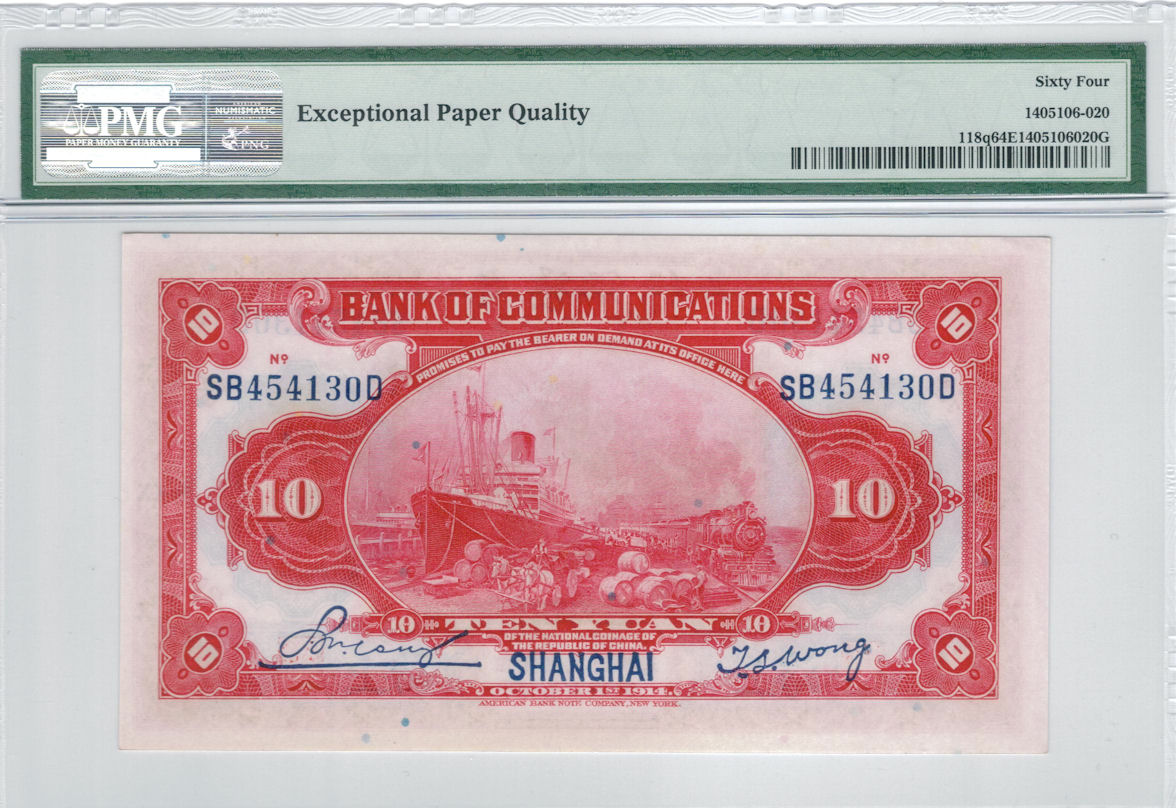 PMG
PAPER MONEY GUARANTY
NUMISMATIC
PNG
Exceptional Paper Quality
Sixty Four
1405106-020
118q64E1405106020G
10
BANK OF COMMUNICATIONS
10
PROMISES TO PAY THE BEARER ON DEMAND AT ITS OFFICE HERE
Nº
Nº
SB454130D
SB454130D
10
10
10
TEN YUAN
10
OF THE NATIONAL COINAGE OF
THE REPUBLIC OF CHINA.
10
10
SHANGHAI
T.S. Wong
OCTOBER 1ST 1914.
AMERICAN BANK NOTE COMPANY, NEW YORK.